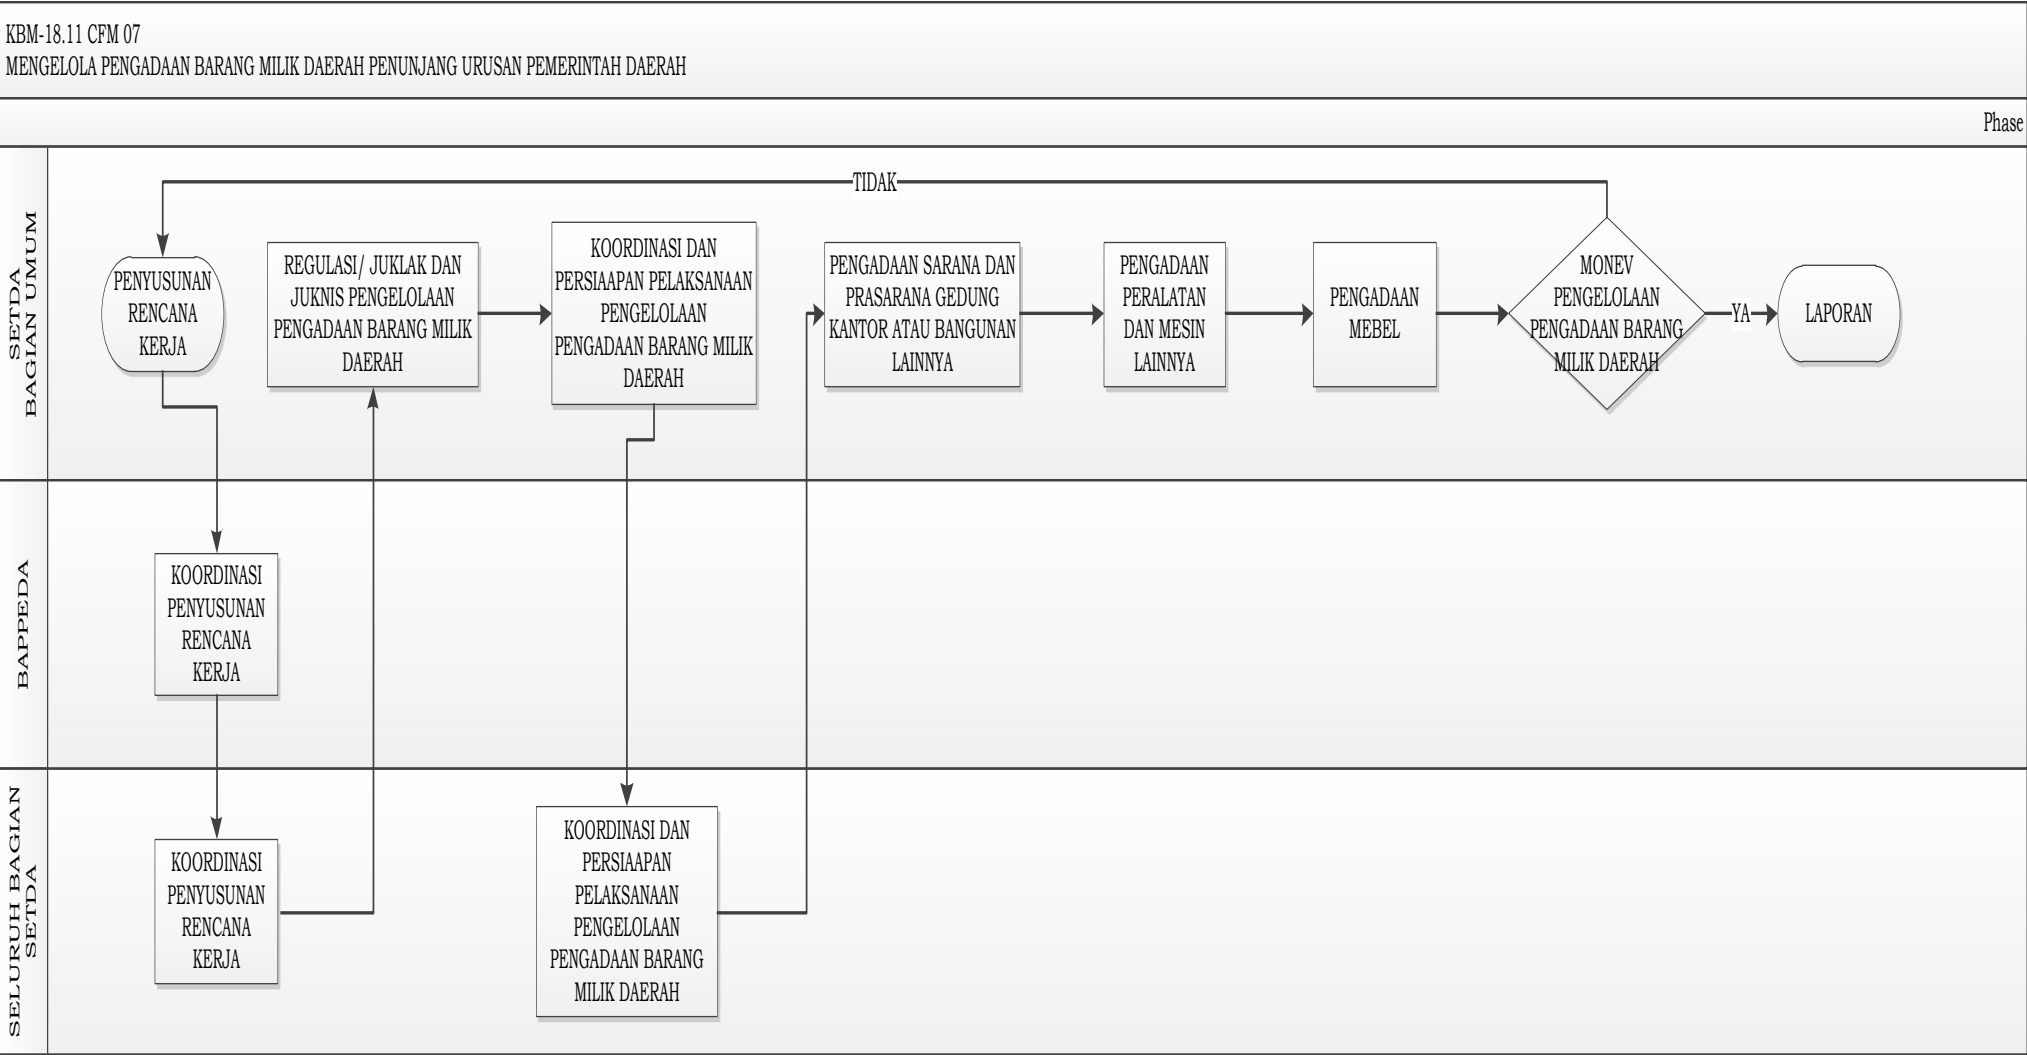 KBM-18.11 CFM 07
MENGELOLA PENGADAAN BARANG MILIK DAERAH PENUNJANG URUSAN PEMERINTAH DAERAH
Phase
SETDA
BAGIAN UMUM
TIDAK
PENYUSUNAN
RENCANA
KERJA
REGULASI/ JUKLAK DAN
JUKNIS PENGELOLAAN
PENGADAAN BARANG MILIK
DAERAH
KOORDINASI DAN
PERSIAAPAN PELAKSANAAN
PENGELOLAAN
PENGADAAN BARANG MILIK
DAERAH
PENGADAAN SARANA DAN
PRASARANA GEDUNG
KANTOR ATAU BANGUNAN
LAINNYA
PENGADAAN
PERALATAN
DAN MESIN
LAINNYA
PENGADAAN
MEBEL
MONEV
PENGELOLAAN
PENGADAAN BARANG
MILIK DAERAH
YA
LAPORAN
BAPPEDA
KOORDINASI
PENYUSUNAN
RENCANA
KERJA
SELURUH BAGIAN
SETDA
KOORDINASI
PENYUSUNAN
RENCANA
KERJA
KOORDINASI DAN
PERSIAAPAN
PELAKSANAAN
PENGELOLAAN
PENGADAAN BARANG
MILIK DAERAH